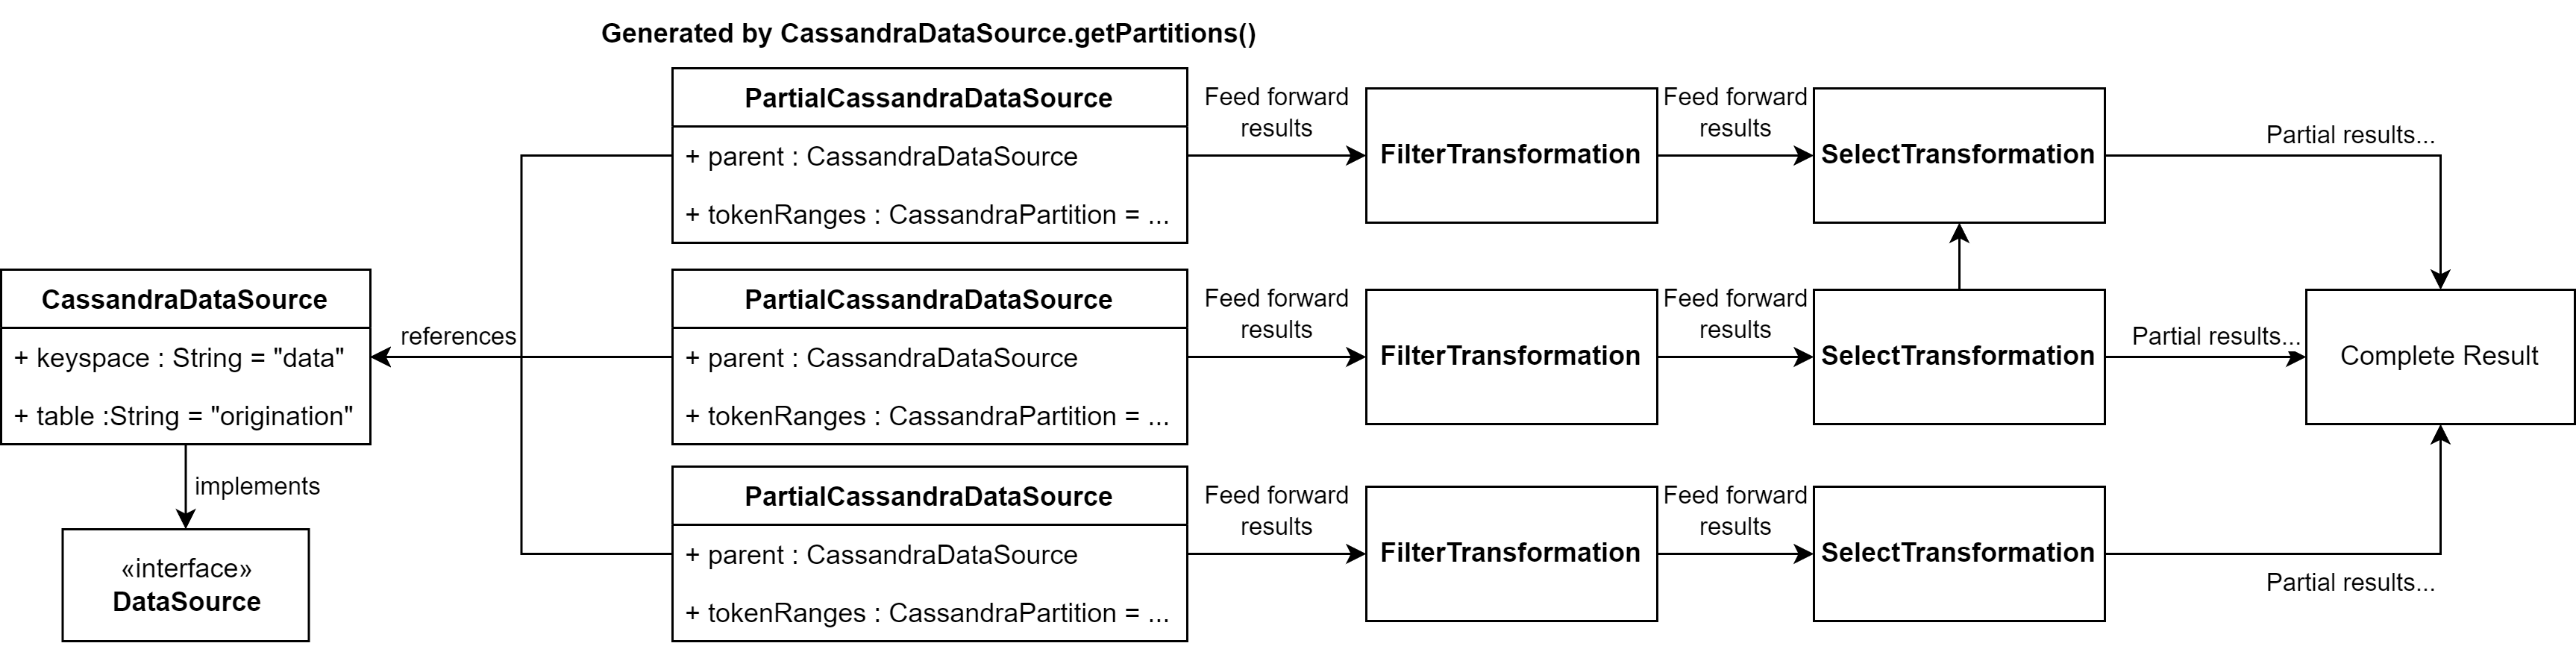 Generated by CassandraDataSource.getPartitions()
CassandraDataSource
+ keyspace : String = "data"
+ table :String = "origination"
implements
«interface»
DataSource
references
PartialCassandraDataSource
+ parent : CassandraDataSource
+ tokenRanges : CassandraPartition = ...
Feed forward
results
FilterTransformation
Feed forward
results
SelectTransformation
Partial results...
PartialCassandraDataSource
+ parent : CassandraDataSource
+ tokenRanges : CassandraPartition = ...
Feed forward
results
FilterTransformation
Feed forward
results
SelectTransformation
Partial results...
PartialCassandraDataSource
+ parent : CassandraDataSource
+ tokenRanges : CassandraPartition = ...
Feed forward
results
FilterTransformation
Feed forward
results
SelectTransformation
Partial results...
Complete Result